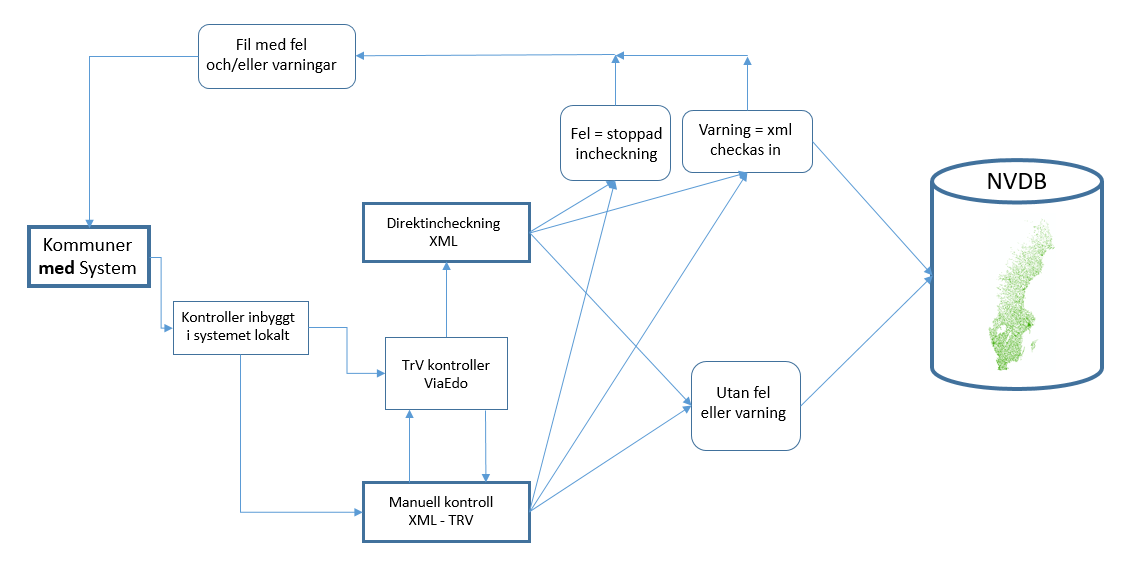 Fil med fel
och/eller varningar
Fel = stoppad
incheckning
Varning = xml
checkas in
NVDB
Direktincheckning
XML
Kommuner
med System
Kontroller inbyggt
i systemet lokalt
TrV kontroller
ViaEdo
Utan fel
eller varning
Manuell kontroll
XML - TRV